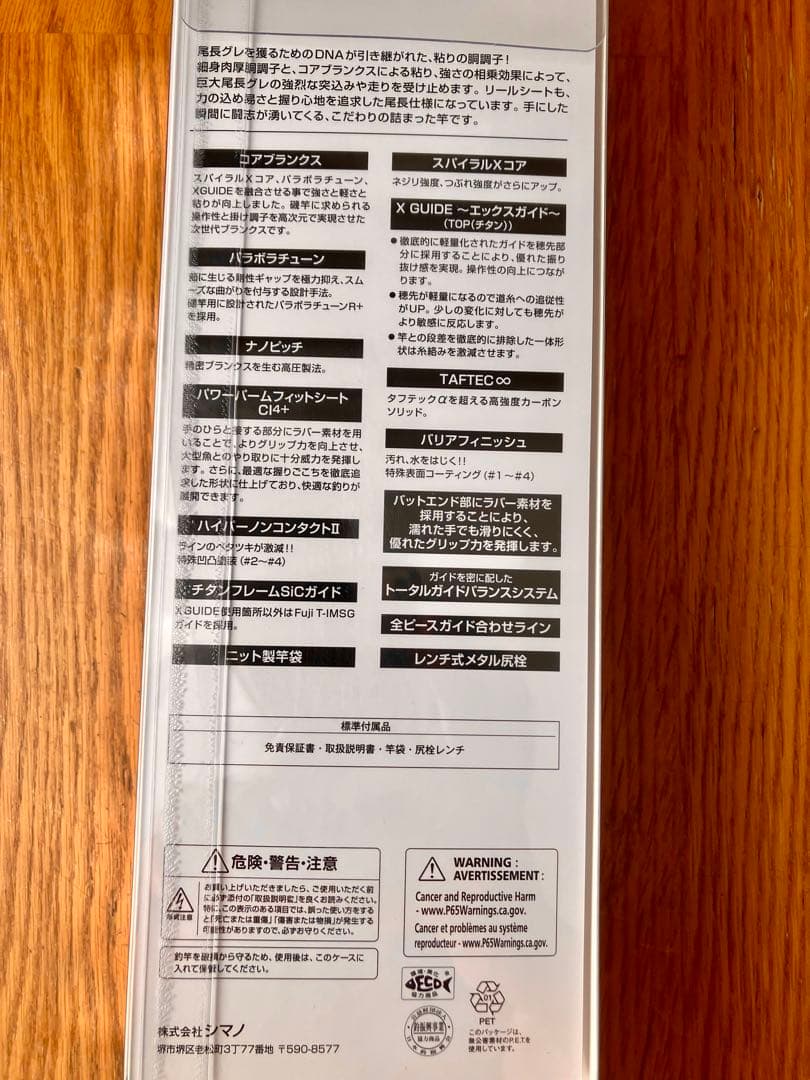 尾長グレを獲るためのDNAが引き継がれた、粘りの胴調子!
細身肉厚胴調子と、コアブランクスによる粘り、強さの相乗効果によって、
巨大尾長グレの強烈な突込みや走りを受け止めます。リールシートも、
力の込め易さと握り心地を追求した尾長仕様になっています。手にした
瞬間に闘志が湧いてくる、こだわりの詰まった竿です。
コアブランクス
スパイラルXコア、パラボラチューン、
XGUIDEを融合させる事で強さと軽さと
粘りが向上しました。磯竿に求められる
操作性と掛け調子を高次元で実現させた
次世代ブランクスです。
パラボラチューン
節に生じる剛性ギャップを極力抑え、スム
ーズな曲がりを付与する設計手法。
磯竿用に設計されたパラボラチューンR+
を採用。
ナノピッチ
精密ブランクスを生む高圧製法。
パワーパームフィットシート
CI4+
手のひらと接する部分にラバー素材を用
いることで、よりグリップ力を向上させ、
大型魚とのやり取りに十分威力を発揮し
ます。さらに、最適な握りごこちを徹底追
求した形状に仕上げており、快適な釣りが
展開できます。
ハイパーノンコンタクトII
ラインのベタツキが激減!!
特殊凹凸塗装(#2〜#4)
チタンフレームSiCガイド
XGUIDE使用箇所以外はFuji T-IMSG
ガイドを採用。
ニット製竿袋
スパイラルXコア
ネジリ強度、つぶれ強度がさらにアップ。
X GUIDE 〜エックスガイド〜
(TOP(チタン))
●徹底的に軽量化されたガイドを穂先部
分に採用することにより、優れた振り
抜け感を実現。操作性の向上につなが
ります。
●穂先が軽量になるので道糸への追従性
がUP。少しの変化に対しても穂先が
より敏感に反応します。
●竿との段差を徹底的に排除した一体形
状は糸絡みを激減させます。
TAFTEC∞
タフテックαを超える高強度カーボン
ソリッド。
バリアフィニッシュ
汚れ、水をはじく!!
特殊表面コーティング(#1〜#4)
バットエンド部にラバー素材を
採用することにより、
濡れた手でも滑りにくく、
優れたグリップ力を発揮します。
ガイドを密に配した
トータルガイドバランスシステム
全ピースガイド合わせライン
レンチ式メタル尻栓
標準付属品
免責保証書・取扱説明書・竿袋・尻栓レンチ
危険・警告・注意
お買い上げいただきましたら、ご使用いただく前
に必ず添付の「取扱説明書」を良くお読みください。
特に、この表示のある項目では、誤った使い方をする
と「死亡または重傷」「傷害または物損」が発生する
可能性がありますので、必ずお守りください。
感電注意
釣竿を破損から守るため、使用後は、このケースに
入れて保管してください。
WARNING :
AVERTISSEMENT :
Cancer and Reproductive Harm
- www.P65Warnings.ca.gov.
Cancer et problèmes au système
reproducteur - www.P65Warnings.ca.gov.
協力商品
釣振興事業
協力商品
01
PET
このパッケージは、
無公害素材のP.E.Tを
使用しています。
株式会社シマノ
堺市堺区老松町3丁77番地 〒590-8577